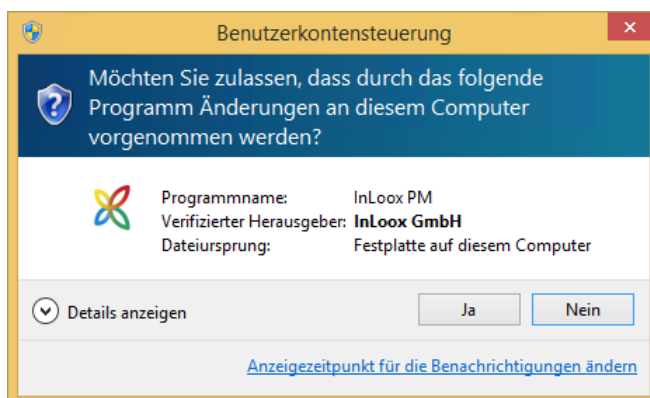 Benutzerkontensteuerung
Möchten Sie zulassen, dass durch das folgende
Programm Änderungen an diesem Computer
vorgenommen werden?
Programmname: InLoox PM
Verifizierter Herausgeber: InLoox GmbH
Dateiursprung: Festplatte auf diesem Computer
Details anzeigen Ja Nein
Anzeigezeitpunkt für die Benachrichtigungen ändern